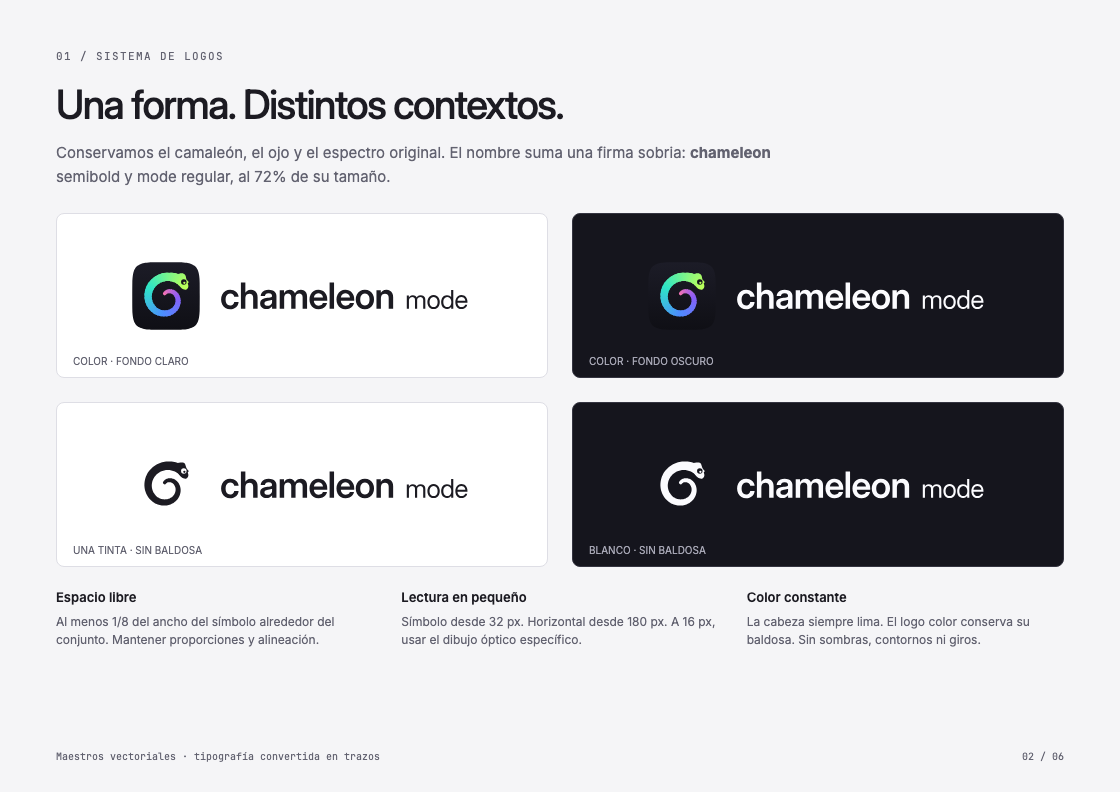 01 / SISTEMA DE LOGOS
Una forma. Distintos contextos.
Conservamos el camaleón, el ojo y el espectro original. El nombre suma una firma sobria: chameleon
semibold y mode regular, al 72% de su tamaño.
chameleon mode
COLOR · FONDO CLARO
chameleon mode
COLOR · FONDO OSCURO
chameleon mode
UNA TINTA · SIN BALDOSA
chameleon mode
BLANCO · SIN BALDOSA
Espacio libre
Al menos 1/8 del ancho del símbolo alrededor del
conjunto. Mantener proporciones y alineación.
Lectura en pequeño
Símbolo desde 32 px. Horizontal desde 180 px. A 16 px,
usar el dibujo óptico específico.
Color constante
La cabeza siempre lima. El logo color conserva su
baldosa. Sin sombras, contornos ni giros.
Maestros vectoriales · tipografía convertida en trazos
02 / 06